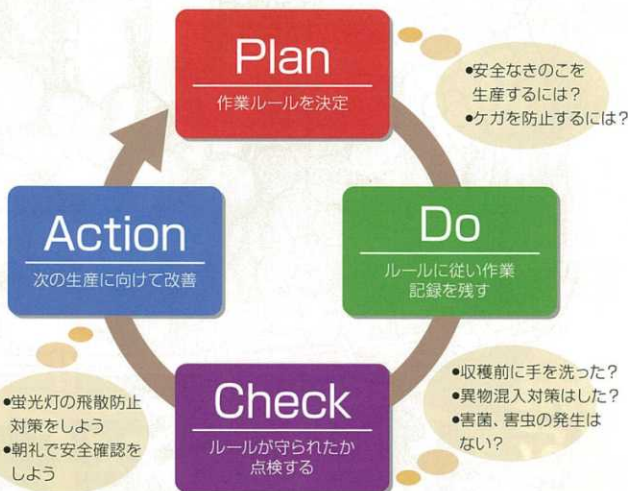 Plan
作業ルールを決定
●安全なきのこを
生産するには?
●ケガを防止するには?
Do
ルールに従い作業
記録を残す
●収穫前に手を洗った?
●異物混入対策はした?
●害菌、害虫の発生は
ない?
Check
ルールが守られたか
点検する
Action
次の生産に向けて改善
●蛍光灯の飛散防止
対策をしよう
●朝礼で安全確認を
しよう